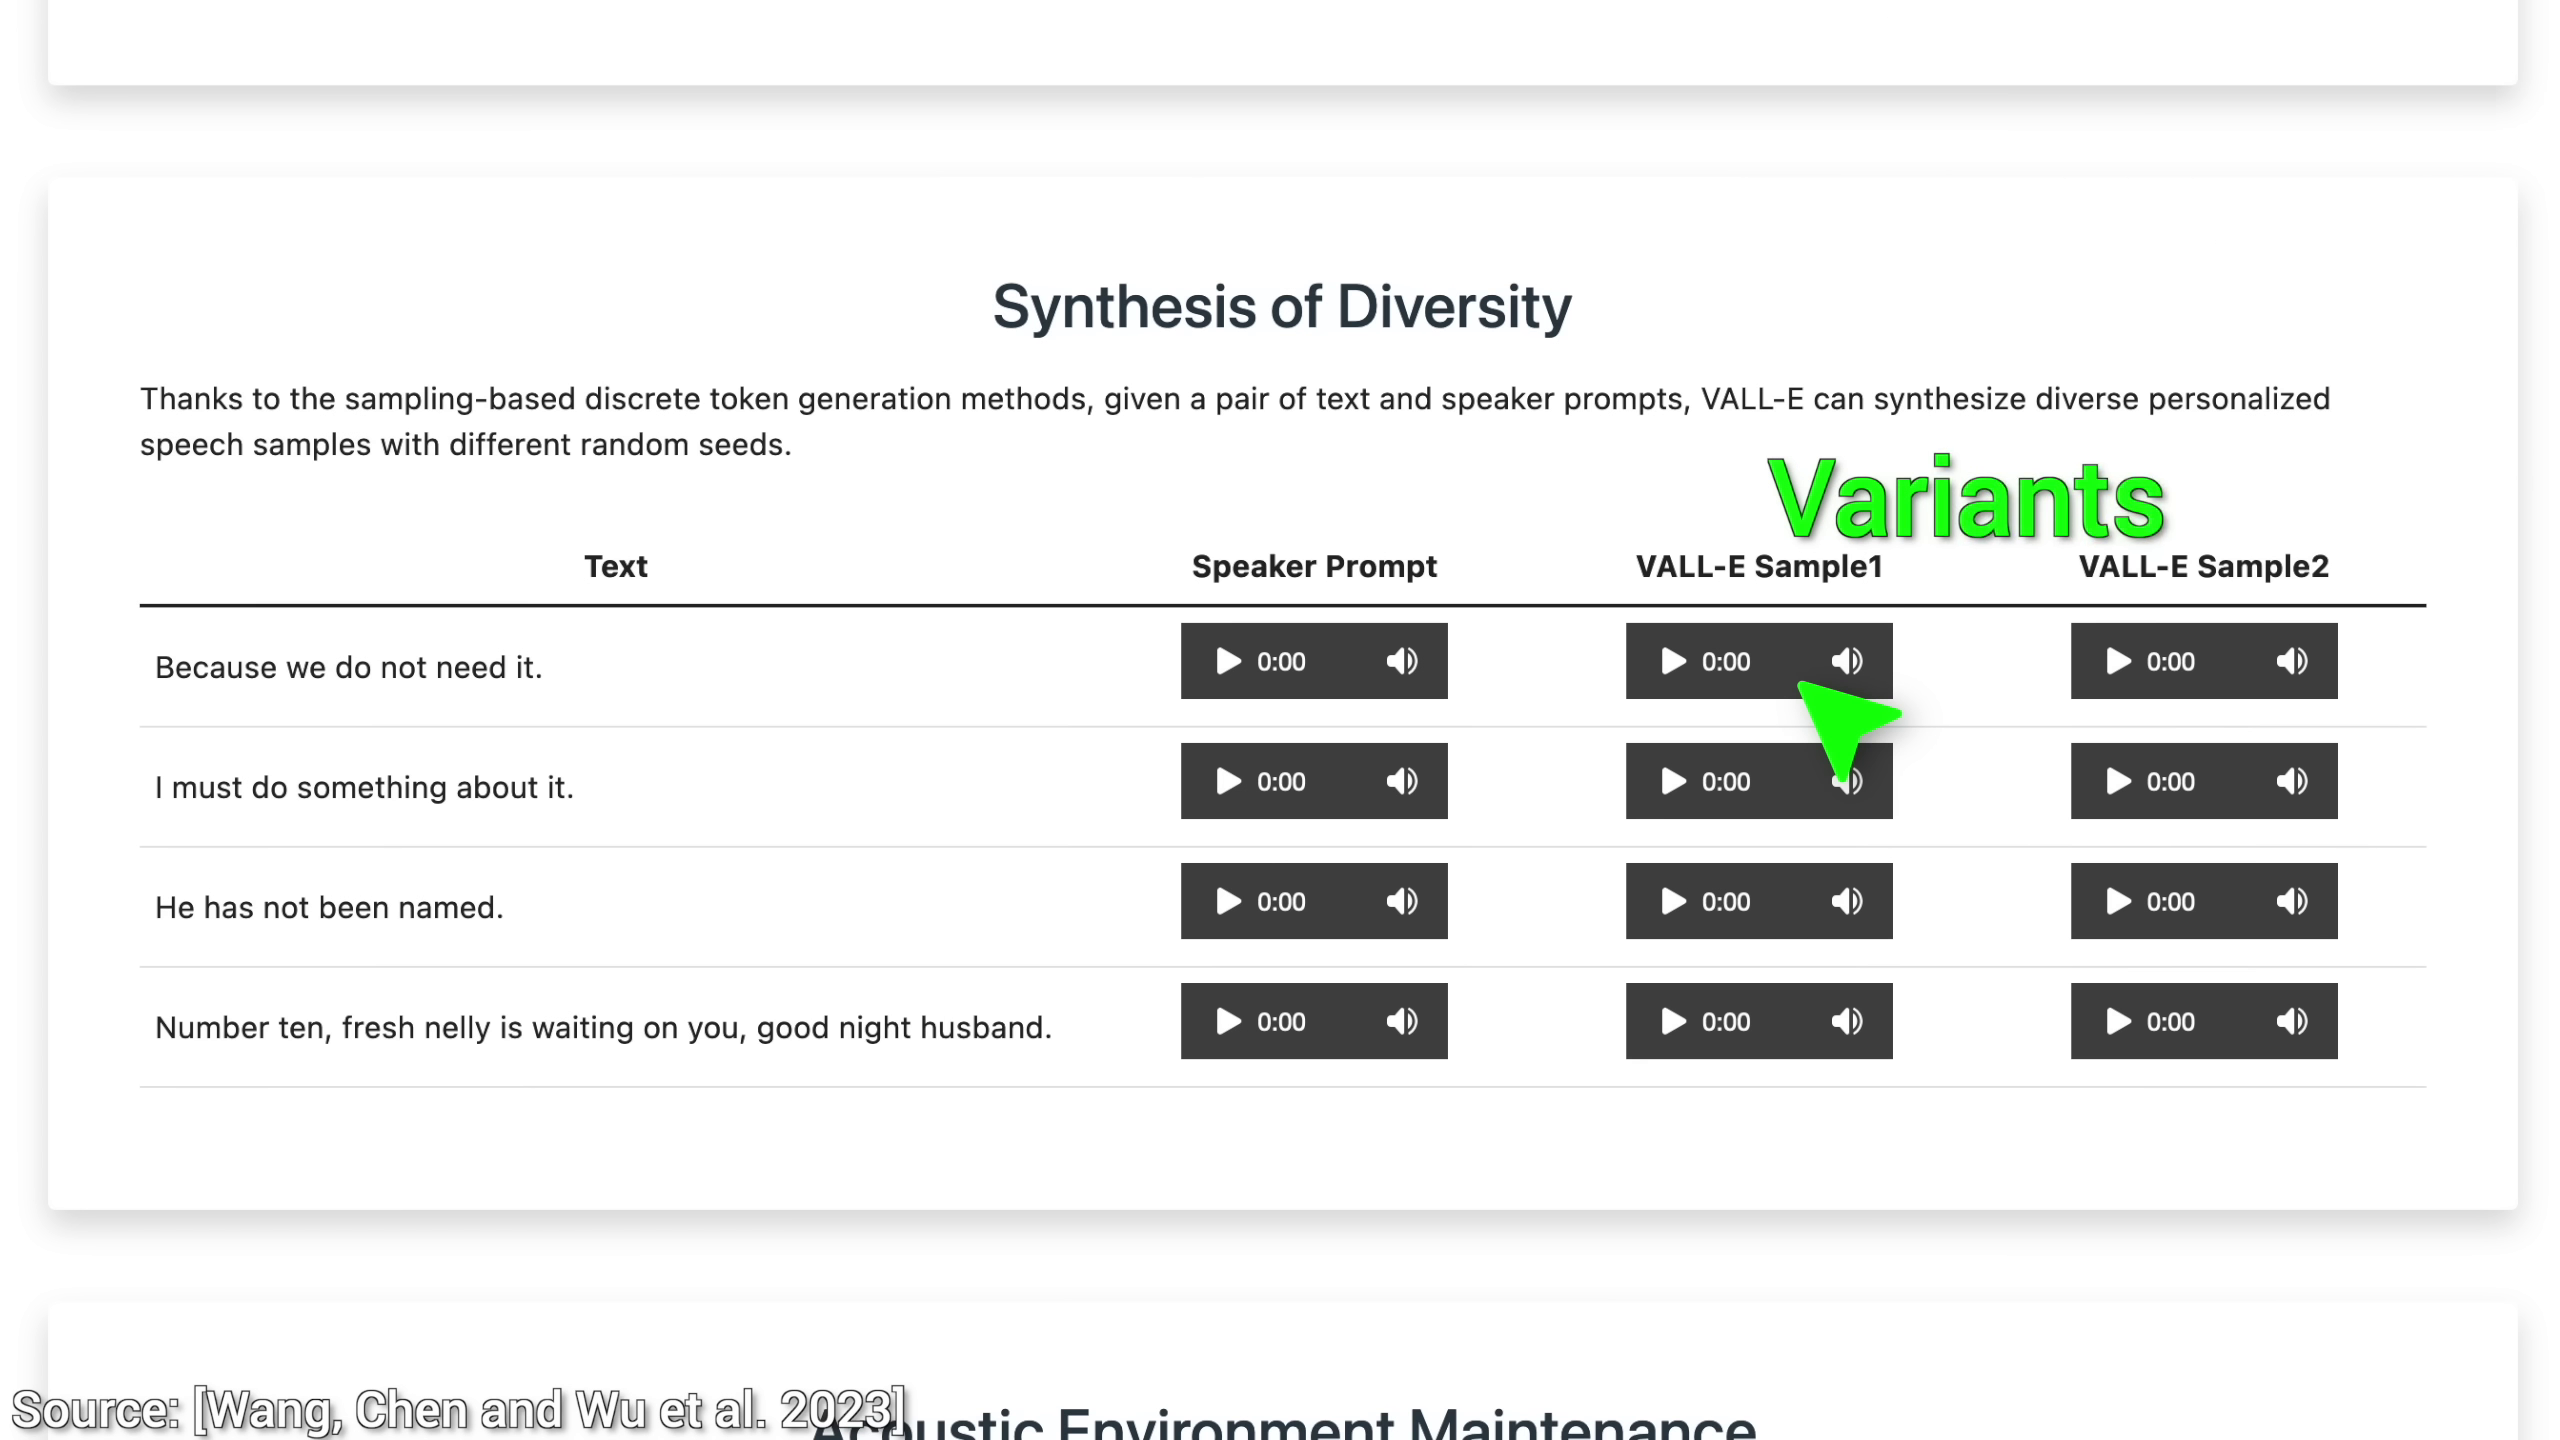 Synthesis of Diversity
Thanks to the sampling-based discrete token generation methods, given a pair of text and speaker prompts, VALL-E can synthesize diverse personalized
speech samples with different random seeds.
Variants
Text Speaker Prompt VALL-E Sample1 VALL-E Sample2
Because we do not need it. 0:00 0:00 0:00
I must do something about it. 0:00 0:00 0:00
He has not been named. 0:00 0:00 0:00
Number ten, fresh nelly is waiting on you, good night husband. 0:00 0:00 0:00
Source: [Wang, Chen and Wu et al. 2023]
Acoustic Environment Maintenance